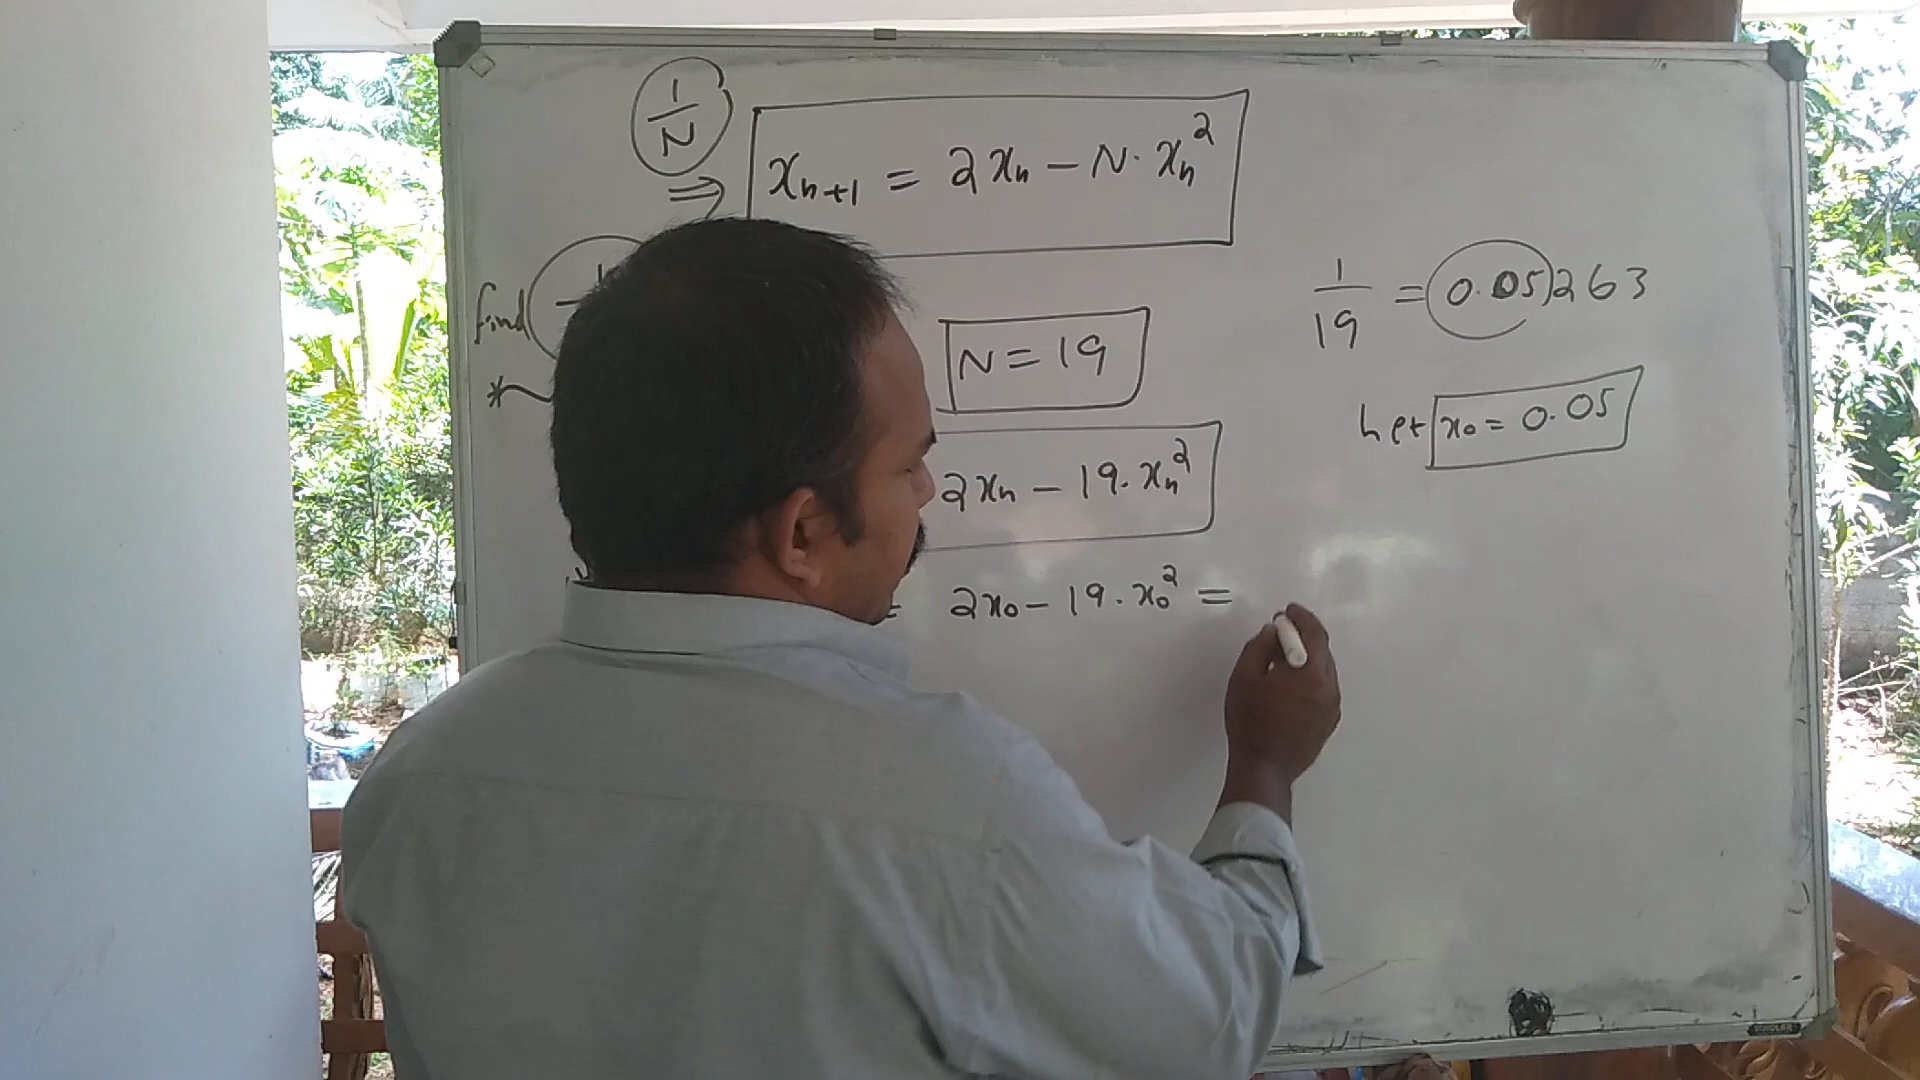 1/N
⇒ xₙ₊₁ = 2xₙ − N·xₙ²
find 1
1/19 = 0.05263
N = 19
Let x₀ = 0.05
2xₙ − 19·xₙ²
= 2x₀ − 19·x₀² =